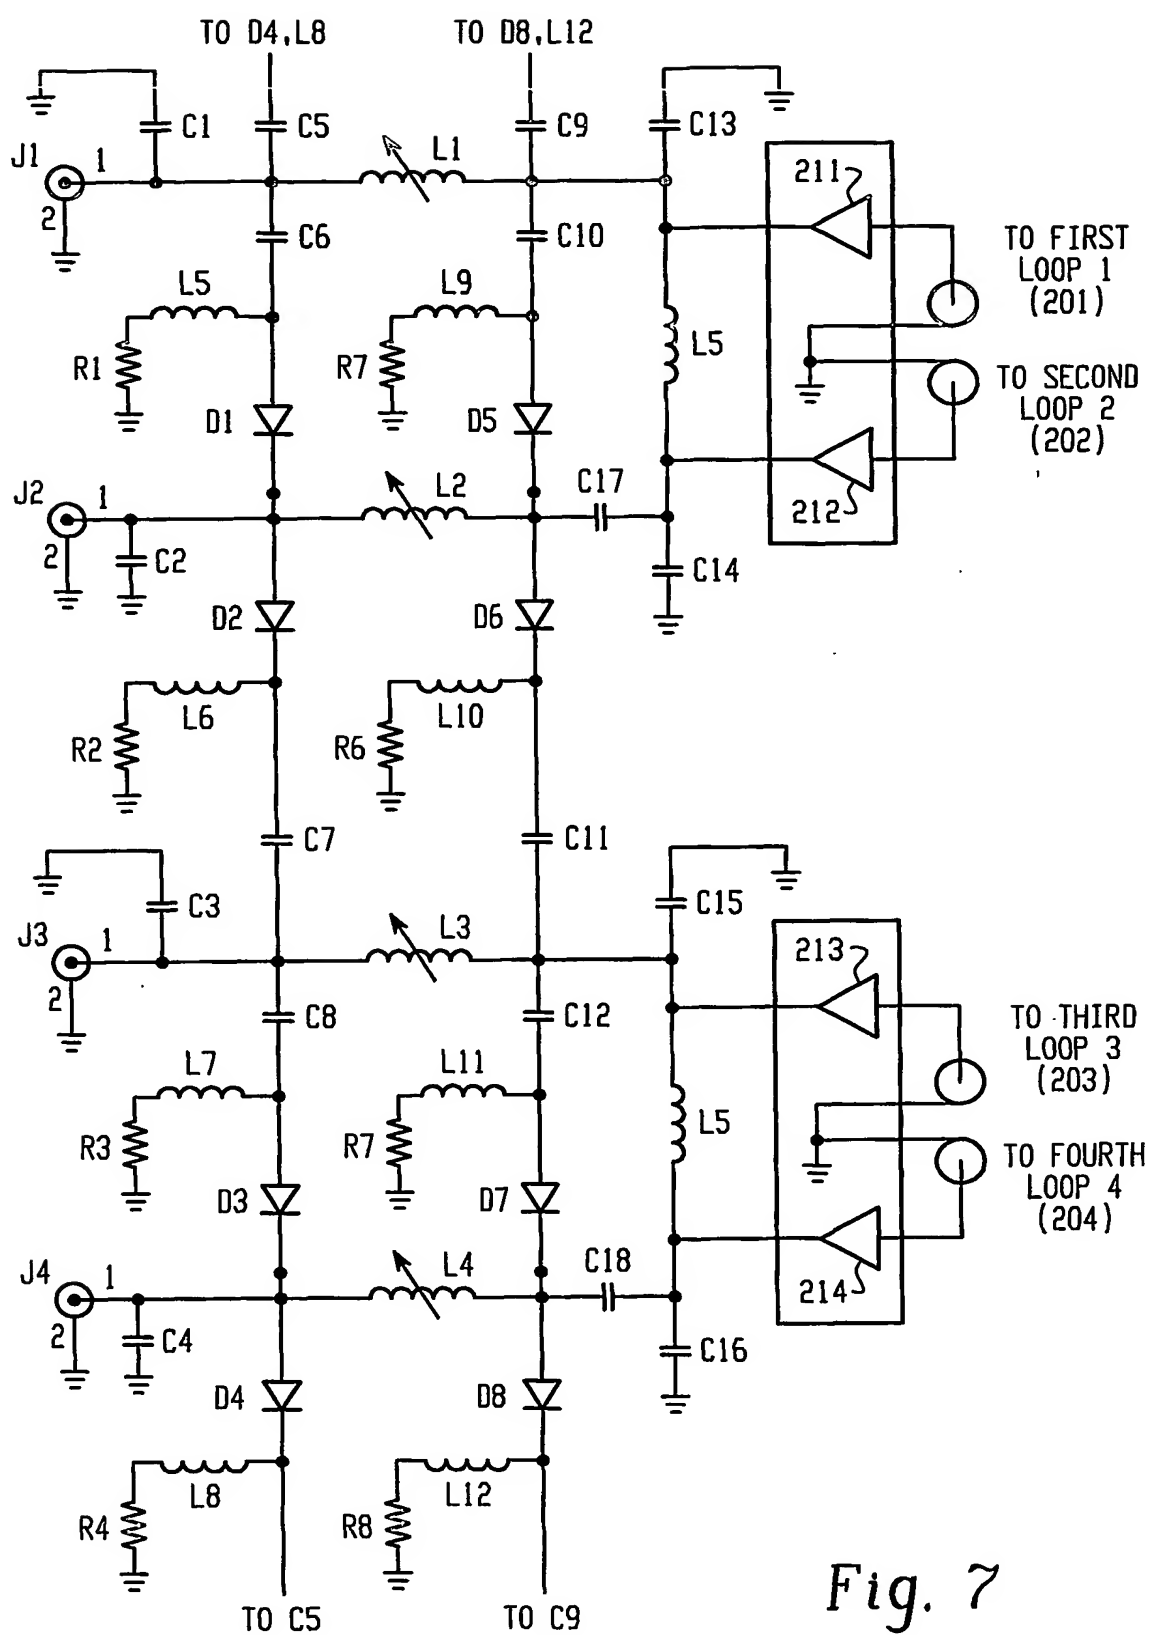 TO D4,L8 TO D8,L12
C1 C5 C9 C13
J1 1 L1
2
211
C6 C10
TO FIRST
LOOP 1
(201)
L5 L9
R1 R7 L5
TO SECOND
LOOP 2
(202)
D1 D5
J2 1 L2 C17
212
2 C2 C14
D2 D6
L6 L10
R2 R6
C7 C11
C3 C15
J3 1 L3
213
2
C8 C12
TO THIRD
LOOP 3
(203)
L7 L11
R3 R7 L5
TO FOURTH
LOOP 4
(204)
D3 D7
J4 1 L4 C18
214
2 C4 C16
D4 D8
L8 L12
R4 R8
TO C5 TO C9
Fig. 7